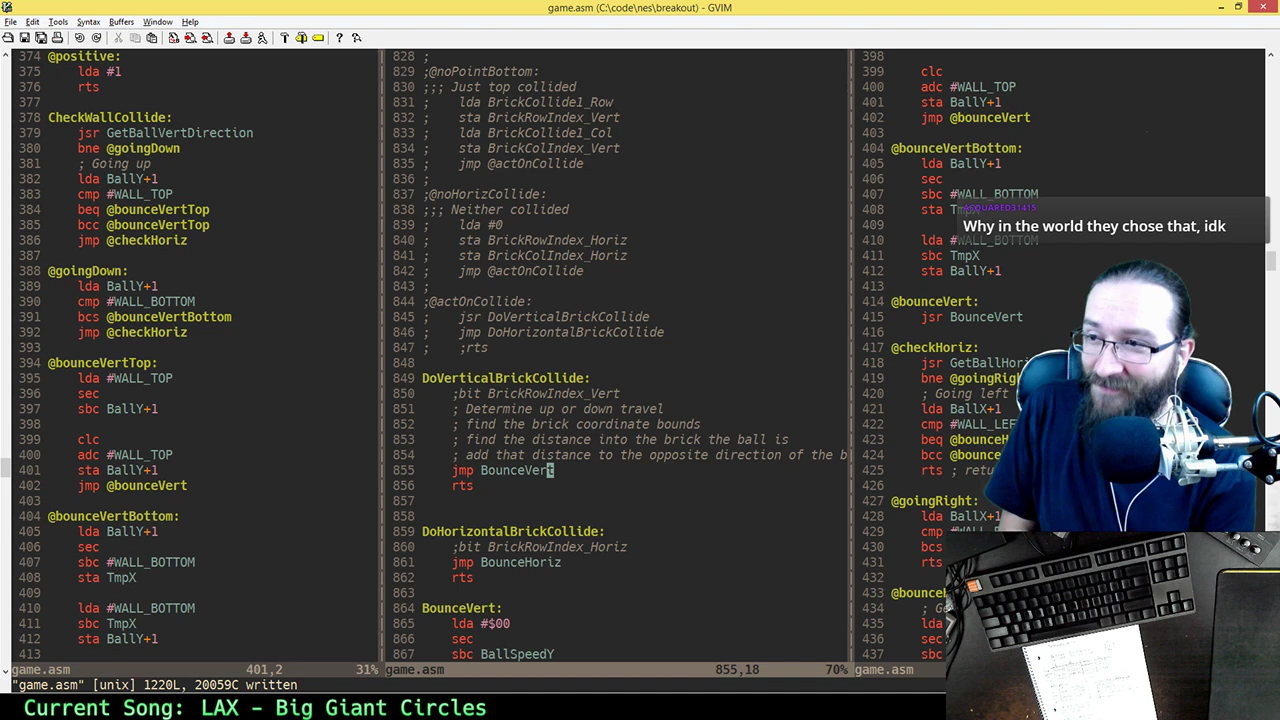 game.asm (C:\code\nes\breakout) - GVIM
File Edit Tools Syntax Buffers Window Help
374 @positive:
375 lda #1
376 rts
377
378 CheckWallCollide:
379 jsr GetBallVertDirection
380 bne @goingDown
381 ; Going up
382 lda BallY+1
383 cmp #WALL_TOP
384 beq @bounceVertTop
385 bcc @bounceVertTop
386 jmp @checkHoriz
387
388 @goingDown:
389 lda BallY+1
390 cmp #WALL_BOTTOM
391 bcs @bounceVertBottom
392 jmp @checkHoriz
393
394 @bounceVertTop:
395 lda #WALL_TOP
396 sec
397 sbc BallY+1
398
399 clc
400 adc #WALL_TOP
401 sta BallY+1
402 jmp @bounceVert
403
404 @bounceVertBottom:
405 lda BallY+1
406 sec
407 sbc #WALL_BOTTOM
408 sta TmpX
409
410 lda #WALL_BOTTOM
411 sbc TmpX
412 sta BallY+1
413
game.asm 401,2 31%
828 ;
829 ;@noPointBottom:
830 ;;; Just top collided
831 ; lda BrickCollide1_Row
832 ; sta BrickRowIndex_Vert
833 ; lda BrickCollide1_Col
834 ; sta BrickColIndex_Vert
835 ; jmp @actOnCollide
836 ;
837 ;@noHorizCollide:
838 ;;; Neither collided
839 ; lda #0
840 ; sta BrickRowIndex_Horiz
841 ; sta BrickColIndex_Horiz
842 ; jmp @actOnCollide
843 ;
844 ;@actOnCollide:
845 ; jsr DoVerticalBrickCollide
846 ; jmp DoHorizontalBrickCollide
847 ; ;rts
848
849 DoVerticalBrickCollide:
850 ;bit BrickRowIndex_Vert
851 ; Determine up or down travel
852 ; find the brick coordinate bounds
853 ; find the distance into the brick the ball is
854 ; add that distance to the opposite direction of the b
855 jmp BounceVert
856 rts
857
858
859 DoHorizontalBrickCollide:
860 ;bit BrickRowIndex_Horiz
861 jmp BounceHoriz
862 rts
863
864 BounceVert:
865 lda #$00
866 sec
867 sbc BallSpeedY
game.asm 855,18 70%
398
399 clc
400 adc #WALL_TOP
401 sta BallY+1
402 jmp @bounceVert
403
404 @bounceVertBottom:
405 lda BallY+1
406 sec
407 sbc #WALL_BOTTOM
408 sta
409
410 lda
411 sbc TmpX
412 sta BallY+1
413
414 @bounceVert:
415 jsr BounceVert
416
417 @checkHoriz:
418 jsr GetBallHori
419 bne @goingRigh
420 ; Going left
421 lda BallX+1
422 cmp #WALL_LE
423 beq @bounceH
424 bcc @bounce
425 rts ; retu
426
427 @goingRight:
428 lda BallX+1
429 cmp
430 bcs
431 rts
432
433 @bounce
434 ; G
435 lda
436 sec
437 sbc
game.asm
Why in the world they chose that, idk
"game.asm" [unix] 1220L, 20059C written
Current Song: LAX - Big Giant Circles